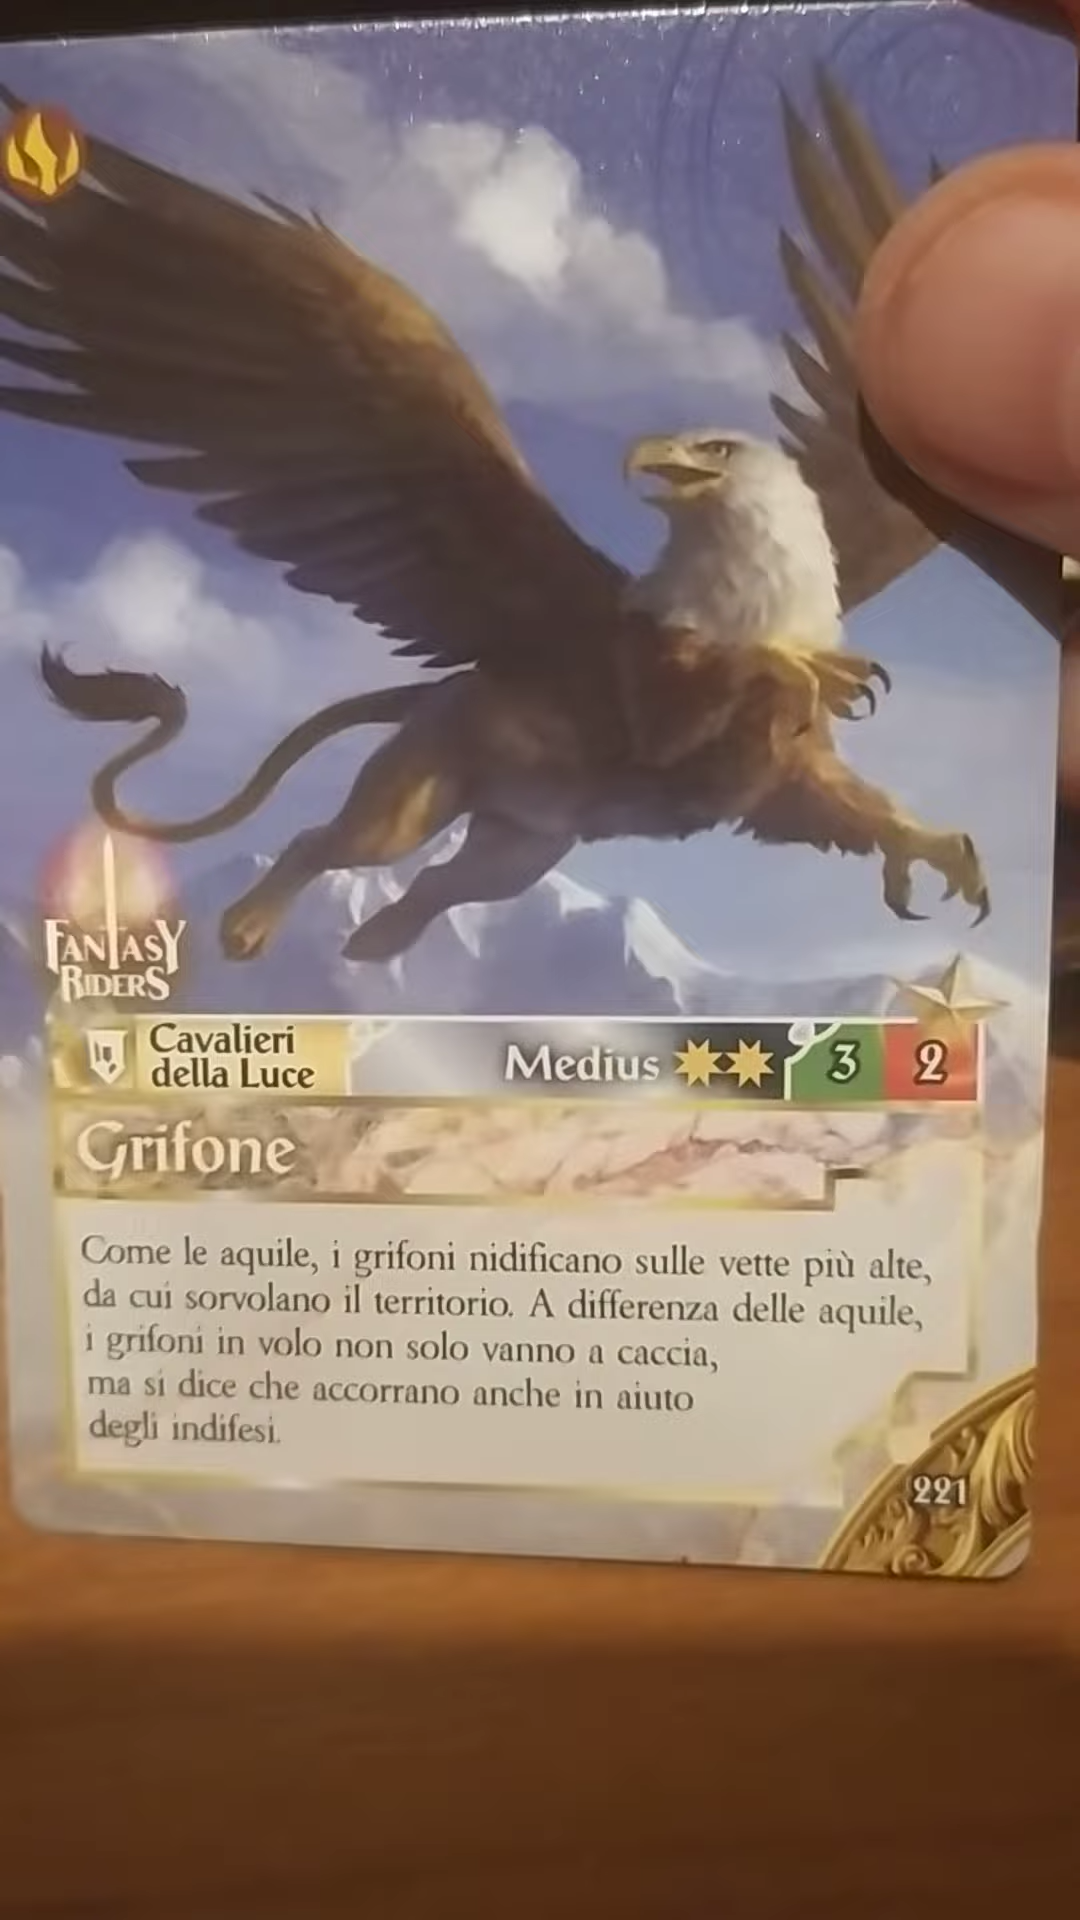 FANTASY
RIDERS
Cavalieri
della Luce
Medius
3
2
Grifone
Come le aquile, i grifoni nidificano sulle vette più alte,
da cui sorvolano il territorio. A differenza delle aquile,
i grifoni in volo non solo vanno a caccia,
ma si dice che accorrano anche in aiuto
degli indifesi.
221